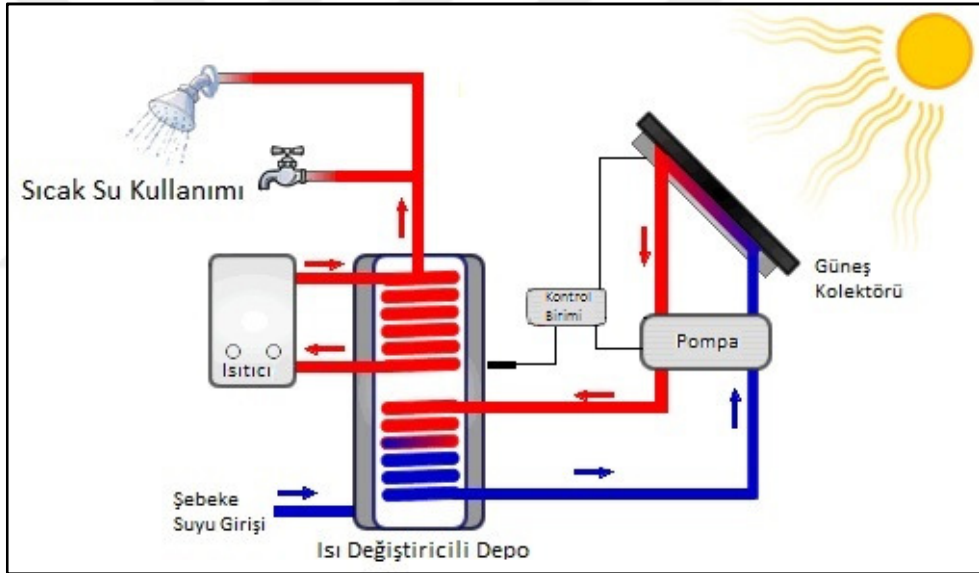 Sıcak Su Kullanımı
Güneş
Kolektörü
Kontrol
Birimi
Pompa
Isıtıcı
Şebeke
Suyu Girişi
Isı Değiştiricili Depo